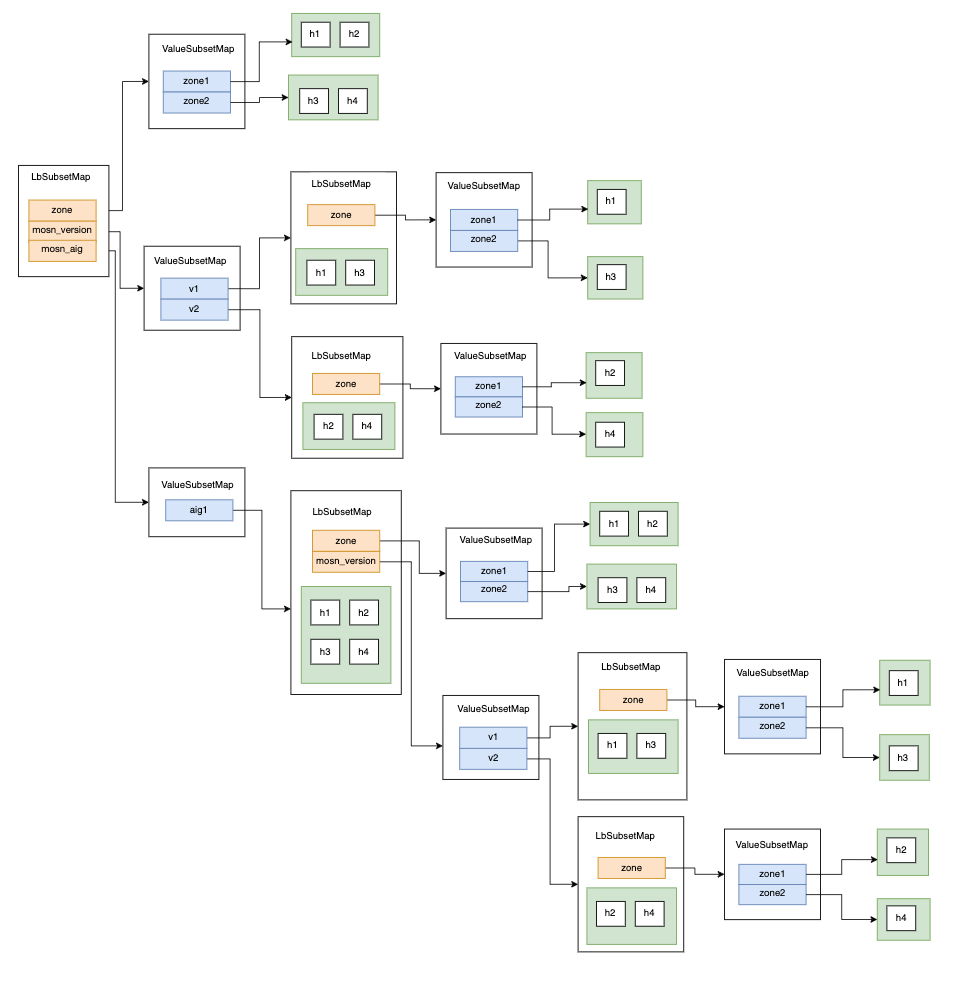 h1 h2
ValueSubsetMap
zone1
zone2
h3 h4
LbSubsetMap
zone
mosn_version
mosn_aig
LbSubsetMap
zone
h1 h3
ValueSubsetMap
zone1
zone2
h1
h3
ValueSubsetMap
v1
v2
LbSubsetMap
zone
h2 h4
ValueSubsetMap
zone1
zone2
h2
h4
ValueSubsetMap
aig1
LbSubsetMap
zone
mosn_version
h1 h2
h3 h4
ValueSubsetMap
zone1
zone2
h1 h2
h3 h4
ValueSubsetMap
v1
v2
LbSubsetMap
zone
h1 h3
ValueSubsetMap
zone1
zone2
h1
h3
LbSubsetMap
zone
h2 h4
ValueSubsetMap
zone1
zone2
h2
h4